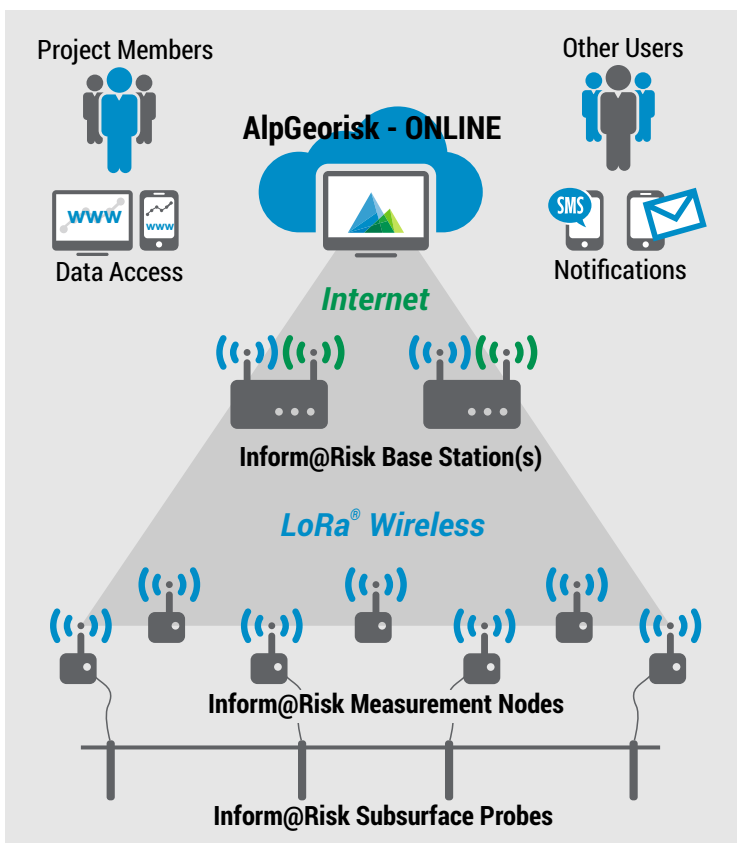 Project Members
Other Users
AlpGeorisk - ONLINE
www
www
SMS
Data Access
Notifications
Internet
Inform@Risk Base Station(s)
LoRa® Wireless
Inform@Risk Measurement Nodes
Inform@Risk Subsurface Probes